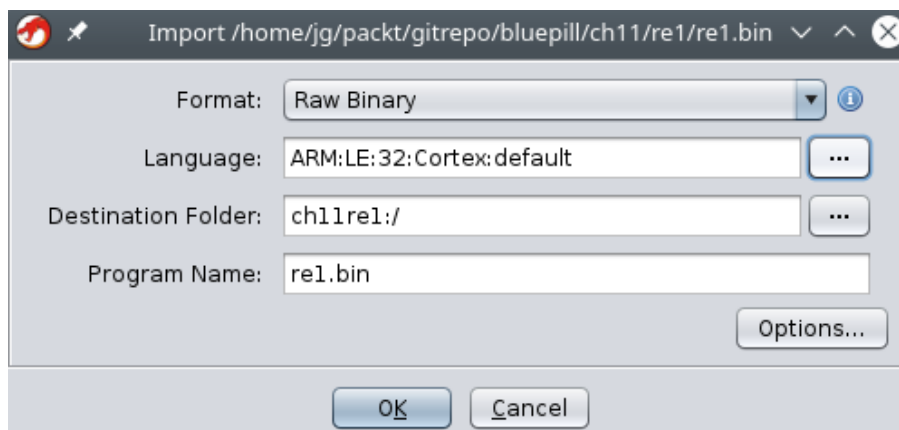 Import /home/jg/packt/gitrepo/bluepill/ch11/re1/re1.bin
Format: Raw Binary
Language: ARM:LE:32:Cortex:default ...
Destination Folder: ch11re1:/ ...
Program Name: re1.bin
Options...
OK Cancel